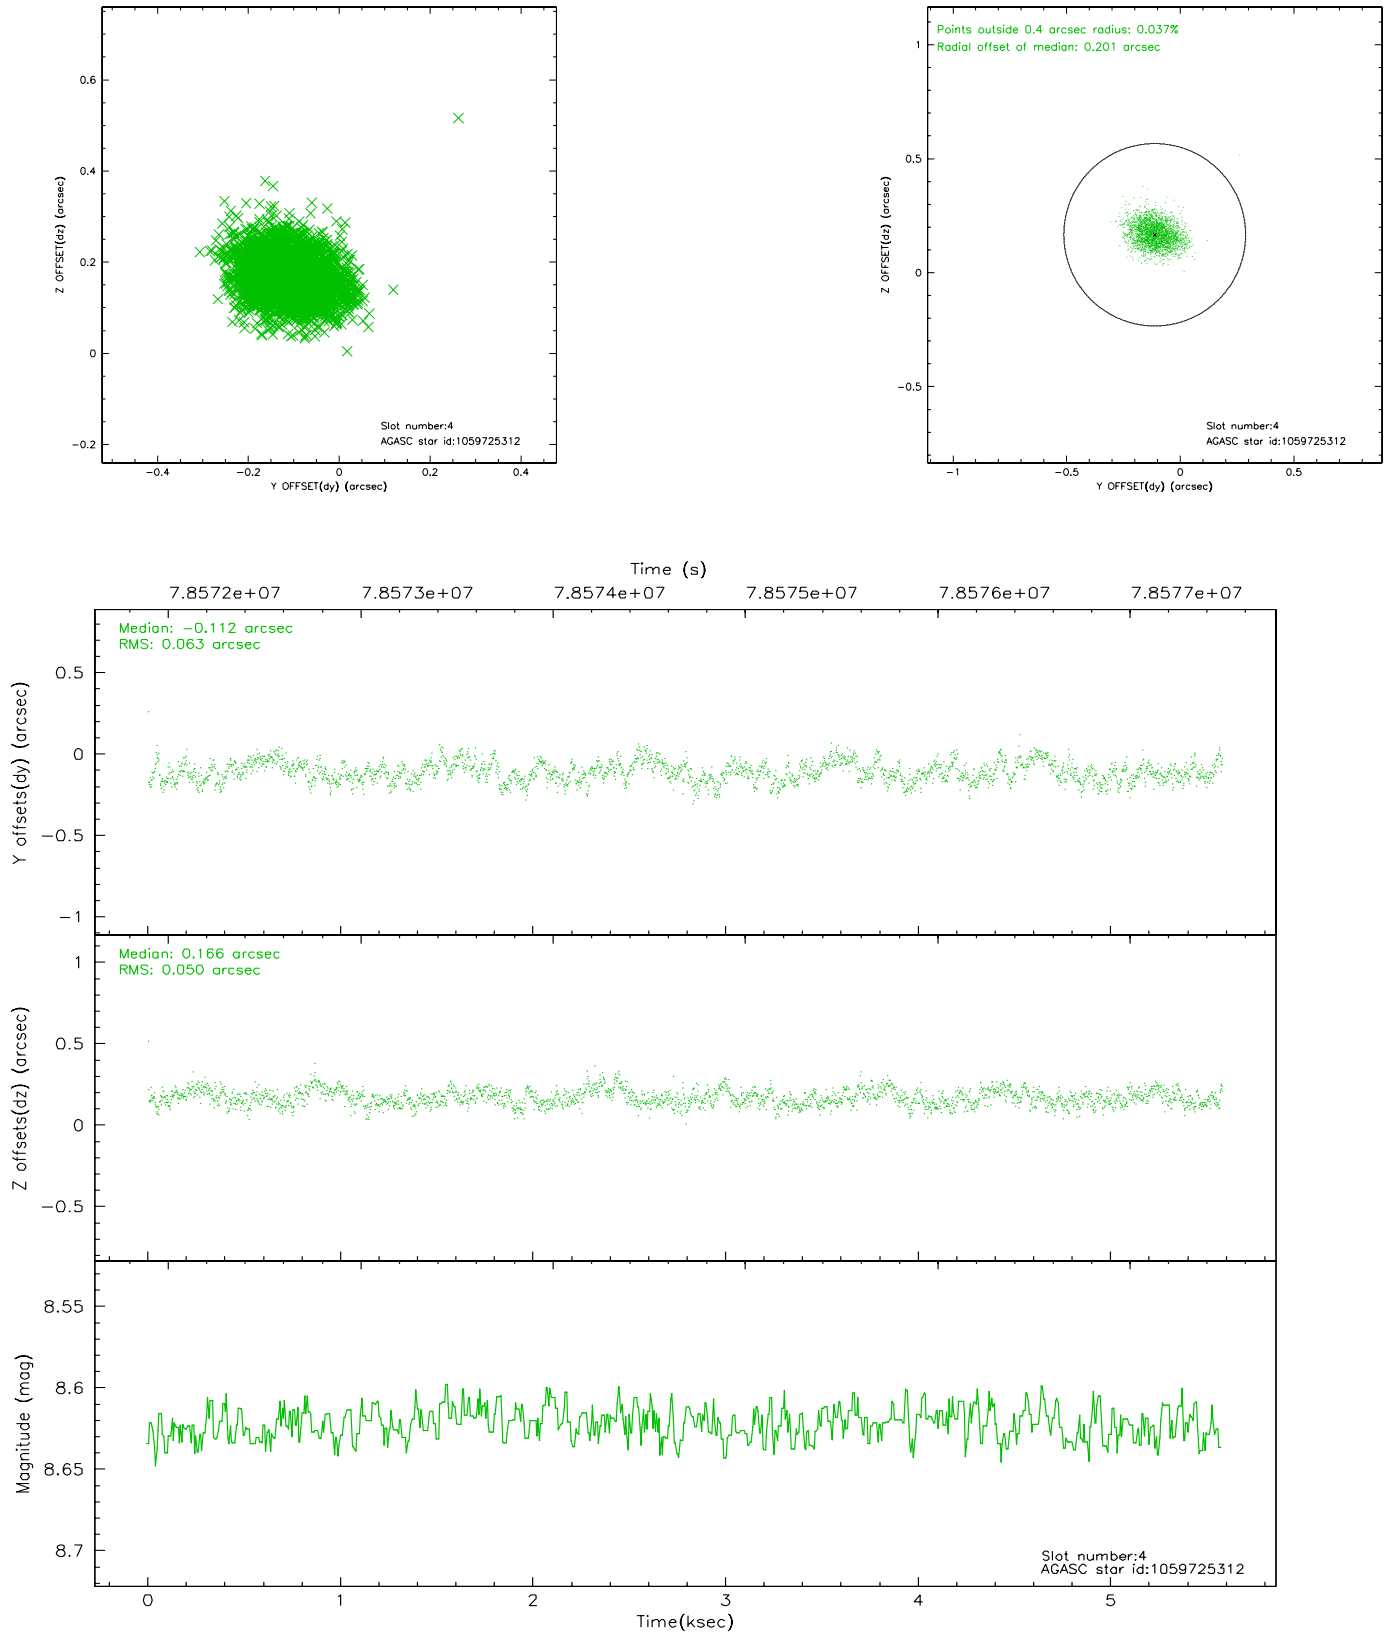 0.6
0.4
0.2
0
-0.2
-0.4
-0.2
0
0.2
0.4
Z OFFSET(dz) (arcsec)
Y OFFSET(dy) (arcsec)
Slot number:4
AGASC star id:1059725312
Points outside 0.4 arcsec radius: 0.037%
Radial offset of median: 0.201 arcsec
1
0.5
0
-0.5
-1
-0.5
0
0.5
Z OFFSET(dz) (arcsec)
Y OFFSET(dy) (arcsec)
Slot number:4
AGASC star id:1059725312
Time (s)
7.8572e+07 7.8573e+07 7.8574e+07 7.8575e+07 7.8576e+07 7.8577e+07
Median: -0.112 arcsec
RMS: 0.063 arcsec
0.5
0
-0.5
-1
Y offsets(dy) (arcsec)
Median: 0.166 arcsec
RMS: 0.050 arcsec
1
0.5
0
-0.5
Z offsets(dz) (arcsec)
8.55
8.6
8.65
8.7
Magnitude (mag)
Slot number:4
AGASC star id:1059725312
0 1 2 3 4 5
Time(ksec)